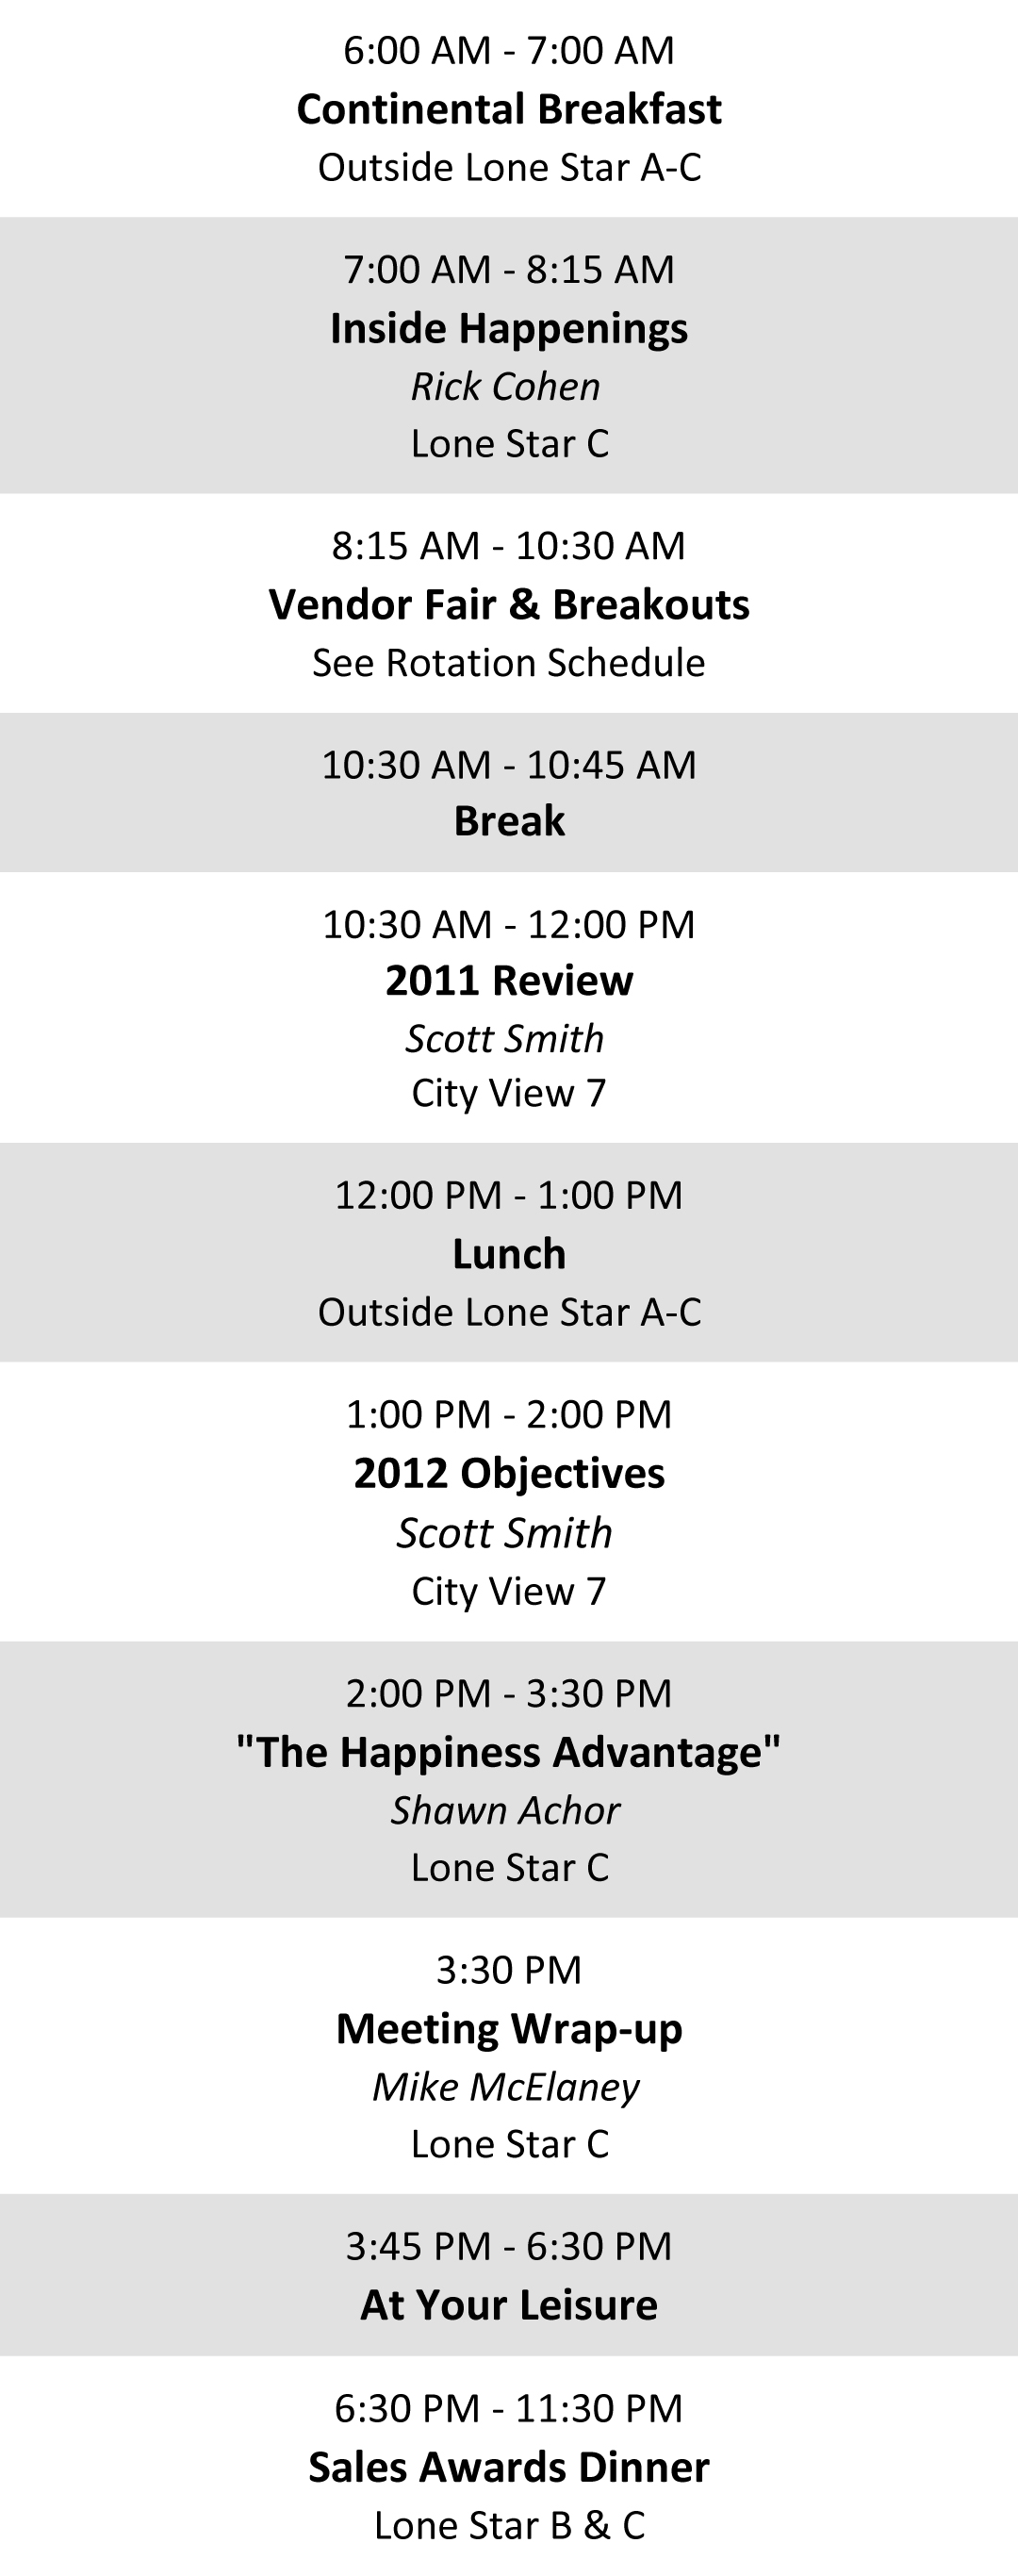 6:00 AM - 7:00 AM
Continental Breakfast
Outside Lone Star A-C
7:00 AM - 8:15 AM
Inside Happenings
Rick Cohen
Lone Star C
8:15 AM - 10:30 AM
Vendor Fair & Breakouts
See Rotation Schedule
10:30 AM - 10:45 AM
Break
10:30 AM - 12:00 PM
2011 Review
Scott Smith
City View 7
12:00 PM - 1:00 PM
Lunch
Outside Lone Star A-C
1:00 PM - 2:00 PM
2012 Objectives
Scott Smith
City View 7
2:00 PM - 3:30 PM
"The Happiness Advantage"
Shawn Achor
Lone Star C
3:30 PM
Meeting Wrap-up
Mike McElaney
Lone Star C
3:45 PM - 6:30 PM
At Your Leisure
6:30 PM - 11:30 PM
Sales Awards Dinner
Lone Star B & C